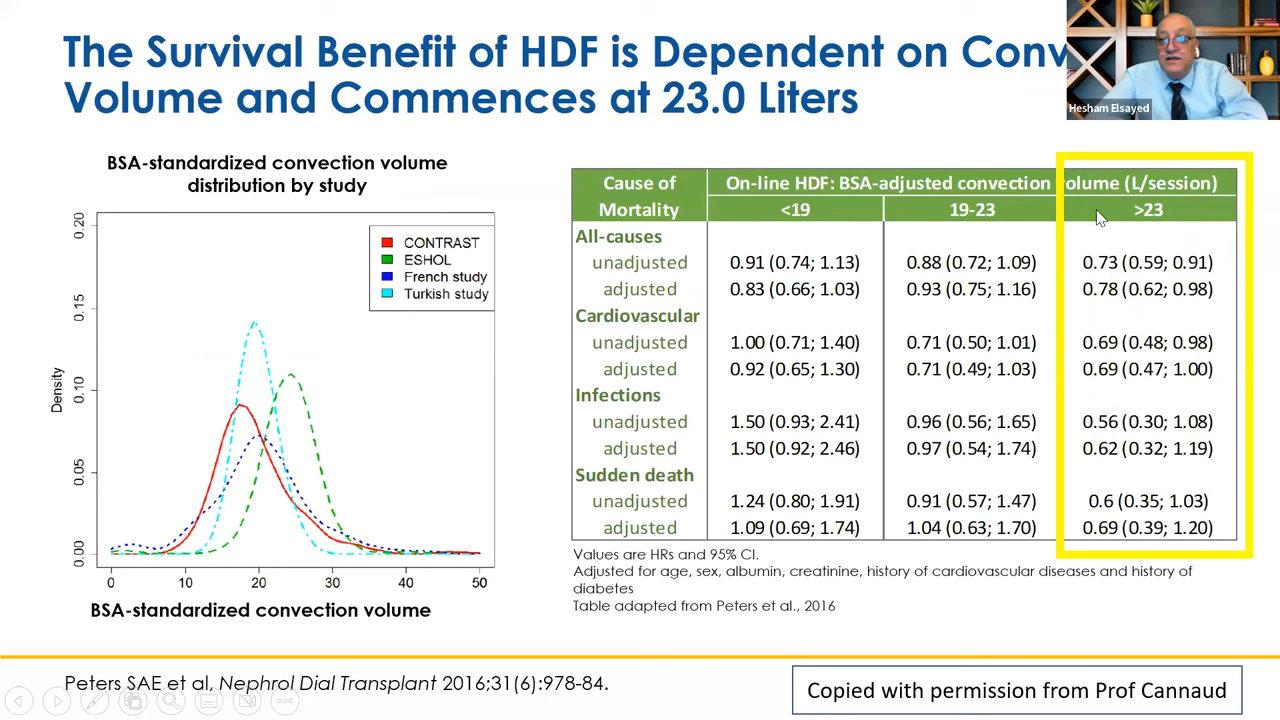 The Survival Benefit of HDF is Dependent on Conv
Volume and Commences at 23.0 Liters
Hesham Elsayed
BSA-standardized convection volume
distribution by study
0.20
0.15
0.10
0.05
0.00
Density
CONTRAST
ESHOL
French study
Turkish study
0 10 20 30 40 50
BSA-standardized convection volume
Cause of On-line HDF: BSA-adjusted convection volume (L/session)
Mortality <19 19-23 >23
All-causes
unadjusted 0.91 (0.74; 1.13) 0.88 (0.72; 1.09) 0.73 (0.59; 0.91)
adjusted 0.83 (0.66; 1.03) 0.93 (0.75; 1.16) 0.78 (0.62; 0.98)
Cardiovascular
unadjusted 1.00 (0.71; 1.40) 0.71 (0.50; 1.01) 0.69 (0.48; 0.98)
adjusted 0.92 (0.65; 1.30) 0.71 (0.49; 1.03) 0.69 (0.47; 1.00)
Infections
unadjusted 1.50 (0.93; 2.41) 0.96 (0.56; 1.65) 0.56 (0.30; 1.08)
adjusted 1.50 (0.92; 2.46) 0.97 (0.54; 1.74) 0.62 (0.32; 1.19)
Sudden death
unadjusted 1.24 (0.80; 1.91) 0.91 (0.57; 1.47) 0.6 (0.35; 1.03)
adjusted 1.09 (0.69; 1.74) 1.04 (0.63; 1.70) 0.69 (0.39; 1.20)
Values are HRs and 95% CI.
Adjusted for age, sex, albumin, creatinine, history of cardiovascular diseases and history of
diabetes
Table adapted from Peters et al., 2016
Peters SAE et al, Nephrol Dial Transplant 2016;31(6):978-84.
Copied with permission from Prof Cannaud